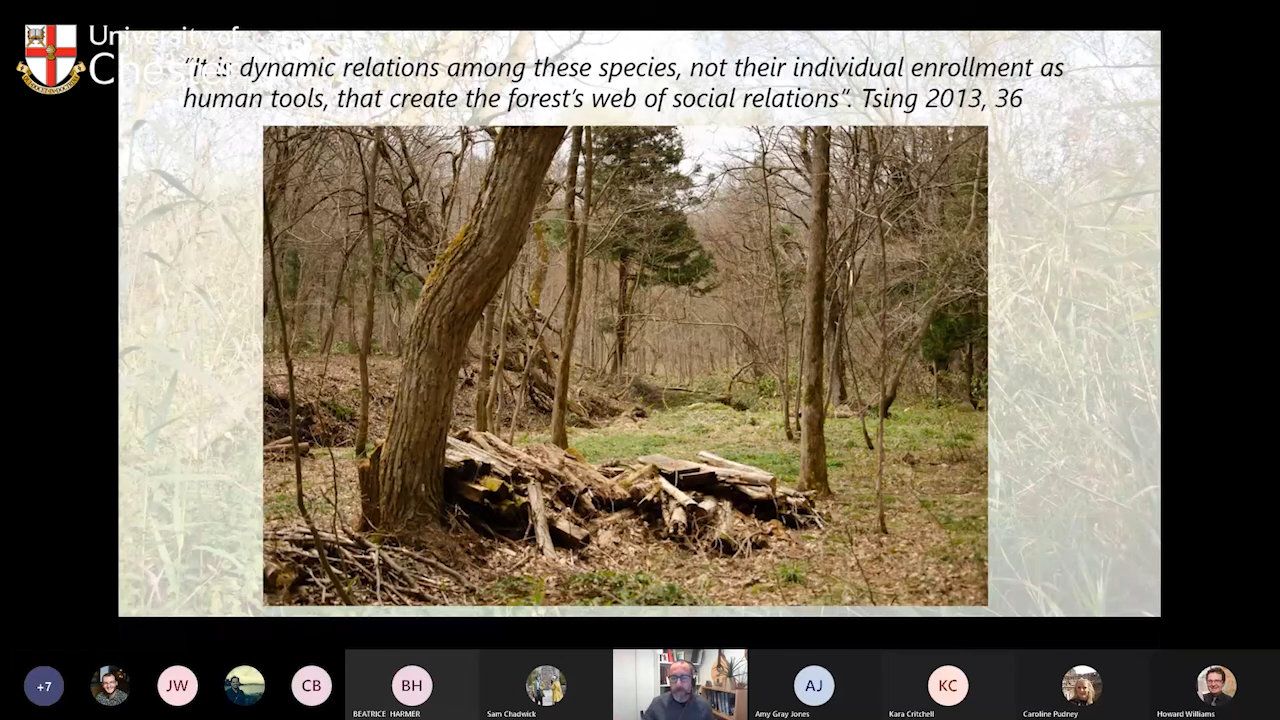 University of
Chester
“It is dynamic relations among these species, not their individual enrollment as
human tools, that create the forest’s web of social relations“. Tsing 2013, 36
+7
JW
CB
BH
AJ
KC
BEATRICE HARMER
Sam Chadwick
Amy Gray Jones
Kara Critchell
Caroline Pudney
Howard Williams